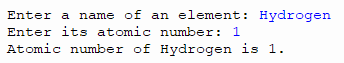 Enter a name of an element: Hydrogen
Enter its atomic number: 1
Atomic number of Hydrogen is 1.